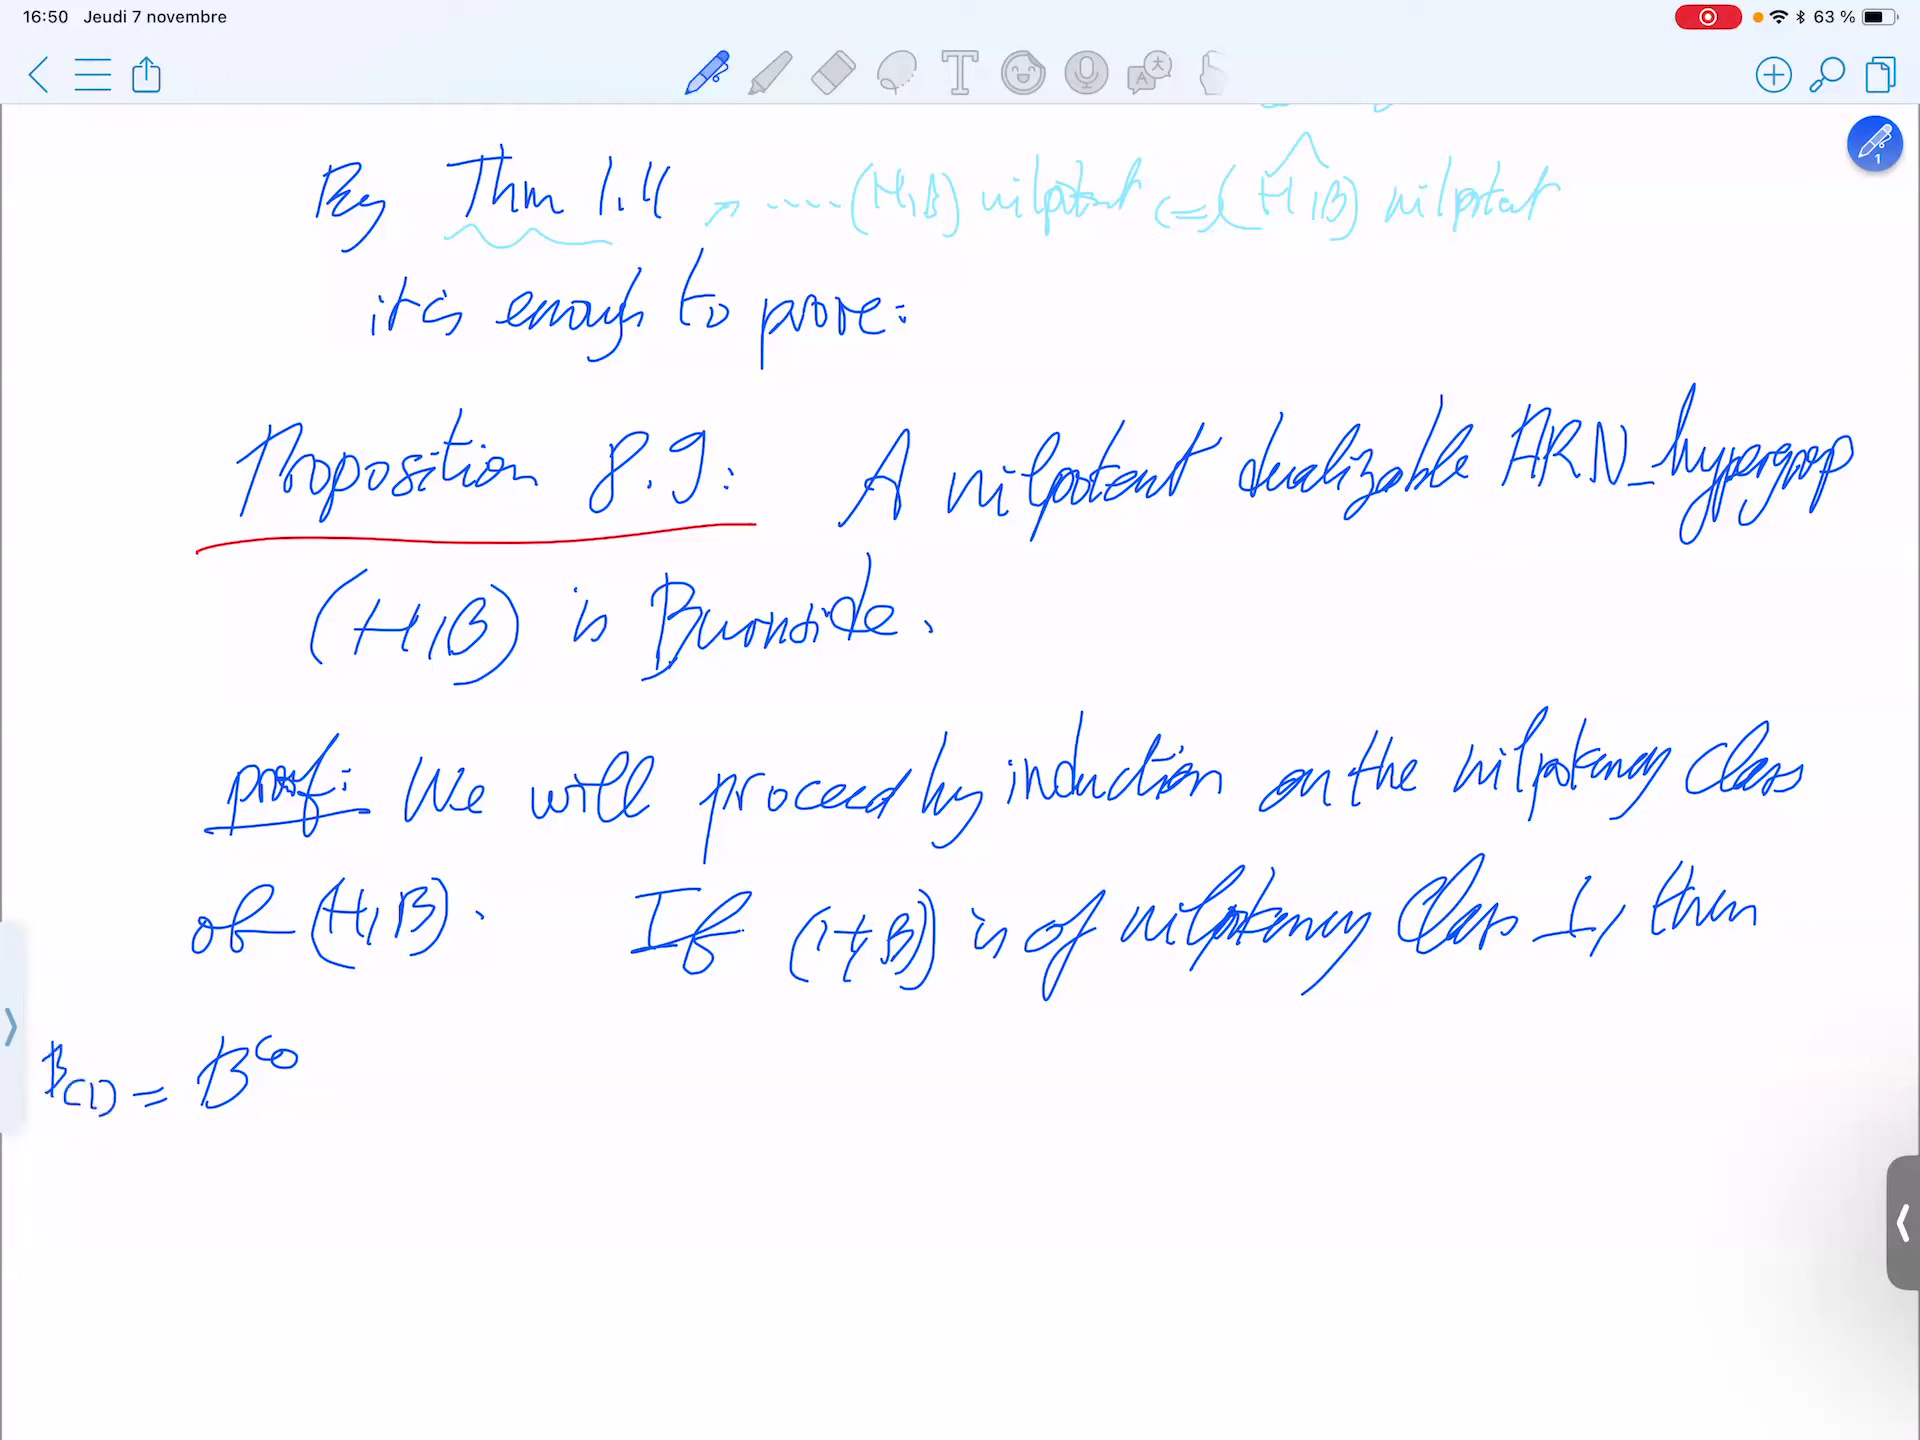 16:50 Jeudi 7 novembre 63 %
By Thm 1.4 ↗ ....(H,B) nilpotent <=> (Ĥ,B) nilpotent
it is enough to prove:
Proposition 8.9: A nilpotent dualizable ARN-hypergroup
(H,B) is Burnside.
proof: We will proceed by induction on the nilpotency class
of (H,B). If (H,B) is of nilpotency class 1, then
B(1) = B^co